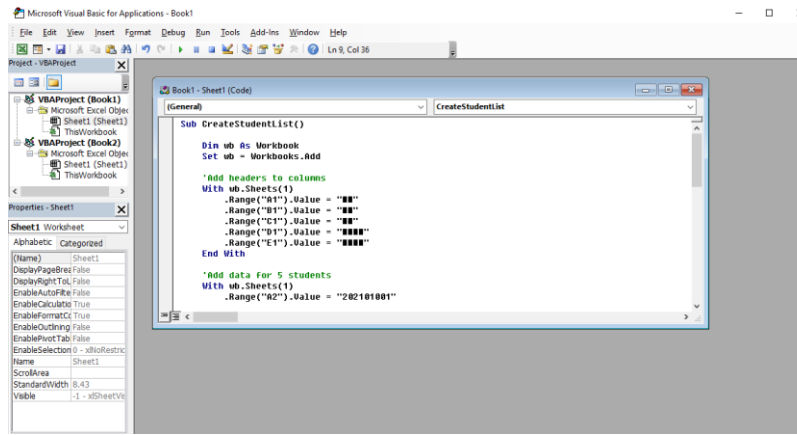 Microsoft Visual Basic for Applications - Book1
File Edit View Insert Format Debug Run Tools Add-Ins Window Help
Ln 9, Col 36
Project - VBAProject
VBAProject (Book1)
Microsoft Excel Objec
Sheet1 (Sheet1)
ThisWorkbook
VBAProject (Book2)
Microsoft Excel Objec
Sheet1 (Sheet1)
ThisWorkbook
Properties - Sheet1
Sheet1 Worksheet
Alphabetic Categorized
(Name) Sheet1
DisplayPageBrea False
DisplayRightToL False
EnableAutoFilte False
EnableCalculatio True
EnableFormatCo True
EnableOutlining False
EnablePivotTab False
EnableSelection 0 - xlNoRestric
Name Sheet1
ScrollArea
StandardWidth 8.43
Visible -1 - xlSheetVis
Book1 - Sheet1 (Code)
(General) CreateStudentList
Sub CreateStudentList()
Dim wb As Workbook
Set wb = Workbooks.Add
'Add headers to columns
With wb.Sheets(1)
.Range("A1").Value = "■■"
.Range("B1").Value = "■■"
.Range("C1").Value = "■■"
.Range("D1").Value = "■■■■"
.Range("E1").Value = "■■■■"
End With
'Add data for 5 students
With wb.Sheets(1)
.Range("A2").Value = "202101001"